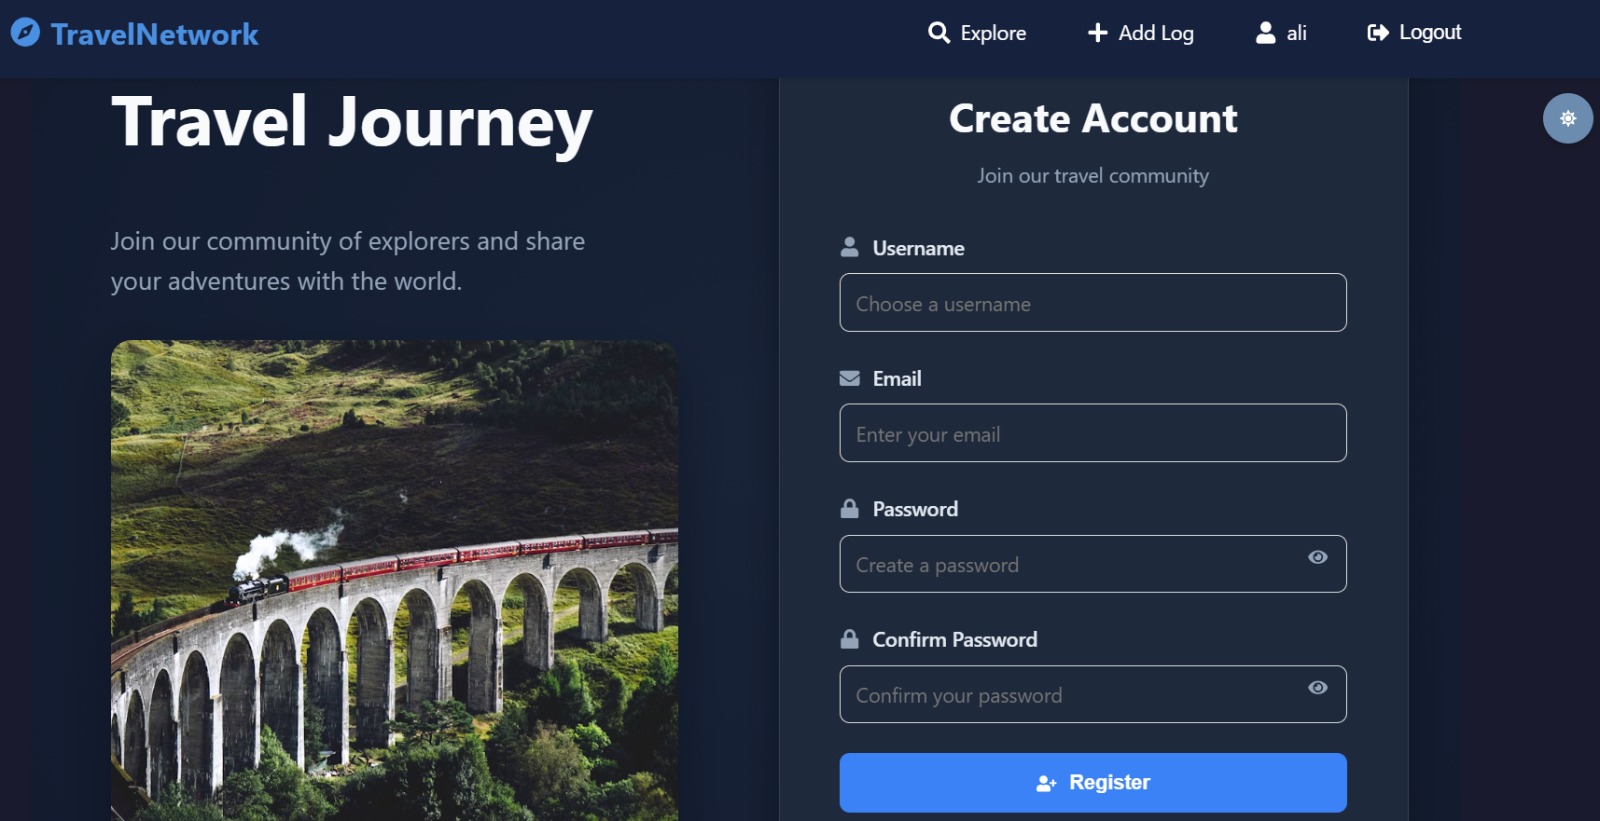 TravelNetwork
Explore
Add Log
ali
Logout
Travel Journey
Join our community of explorers and share
your adventures with the world.
Create Account
Join our travel community
Username
Choose a username
Email
Enter your email
Password
Create a password
Confirm Password
Confirm your password
Register